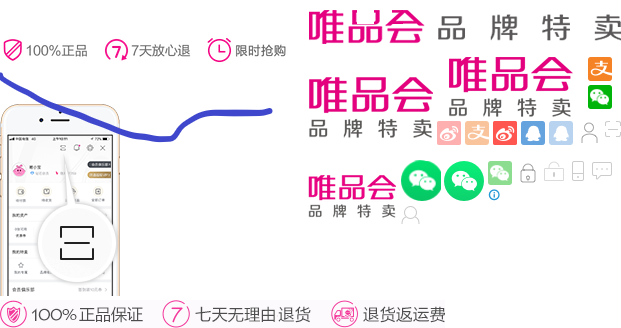 100%正品
7天放心退
限时抢购
唯品会 品牌特卖
唯品会
品牌特卖
唯品会
品牌特卖
唯品会
品牌特卖
100%正品保证
七天无理由退货
退货返运费